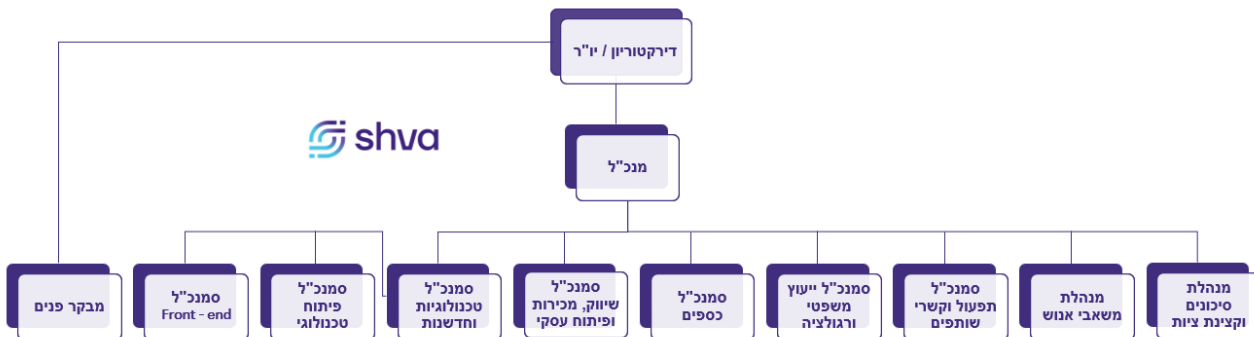 דירקטוריון / יו"ר
shva
מנכ"ל
מנהלת
סיכונים
וקצינת ציות
מנהלת
משאבי אנוש
סמנכ"ל
תפעול וקשרי
שותפים
סמנכ"ל ייעוץ
משפטי
ורגולציה
סמנכ"ל
כספים
סמנכ"ל
שיווק, מכירות
ופיתוח עסקי
סמנכ"ל
טכנולוגיות
וחדשנות
סמנכ"ל
פיתוח
טכנולוגי
סמנכ"ל
Front - end
מבקר פנים